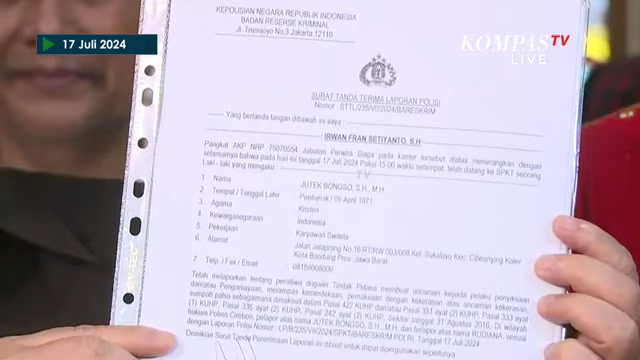 17 Juli 2024
KOMPAS TV
LIVE
KEPOLISIAN NEGARA REPUBLIK INDONESIA
BADAN RESERSE KRIMINAL
Jl. Trunojoyo No.3 Jakarta 12110
SURAT TANDA TERIMA LAPORAN POLISI
Nomor : STTL/235/VII/2024/BARESKRIM
Yang bertanda tangan dibawah ini saya :
IRWAN FRAN SETIYANTO, S.H
Pangkat AKP NRP 75070554 Jabatan Perwira Siaga pada kantor tersebut diatas menerangkan dengan
sebenarnya bahwa pada hari ini tanggal 17 Juli 2024 Pukul 15.00 waktu setempat, telah datang ke SPKT seorang
Laki - laki yang mengaku :
1. Nama : JUTEK BONGSO, S.H., M.H
2 Tempat / Tanggal Lahir : Pontianak / 05 April 1971
3. Agama : Kristen
4. Kewarganegaraan : Indonesia
5. Pekerjaan : Karyawan Swasta
6 Alamat : Jalan Jalaprang No.16 RT/RW 003/008 Kel. Sukaluyu Kec. Cibeunying Kaler
Kota Bandung Prov. Jawa Barat
7. Telp. / Fax / Email : 08156008000
Telah melaporkan tentang peristiwa dugaan Tindak Pidana membuat ancaman kepada pelaku penyiksaan
dan/atau Penganiayaan, merampas kemerdekaan, pemaksaan dengan kekerasan atau ancaman kekerasan,
sumpah palsu sebagaimana dimaksud dalam Pasal 422 KUHP dan/atau Pasal 351 ayat (2) Pasal 333 ayat
(1) KUHP, Pasal 335 ayat (2) KUHP, Pasal 242 ayat (2) KUHP, Sekitar tanggal 31 Agustus 2016, Di wilayah
hukum Polres Cirebon, pelapor atas nama JUTEK BONGSO, S.H., M.H, dan terlapor atas nama RUDIANA, sesuai
dengan Laporan Polisi Nomor : LP/B/235/VII/2024/SPKT/BARESKRIM POLRI, Tanggal 17 Juli 2024
Demikian Surat Tanda Penerimaan Laporan ini dibuat untuk dapat dipergunakan seperlunya.